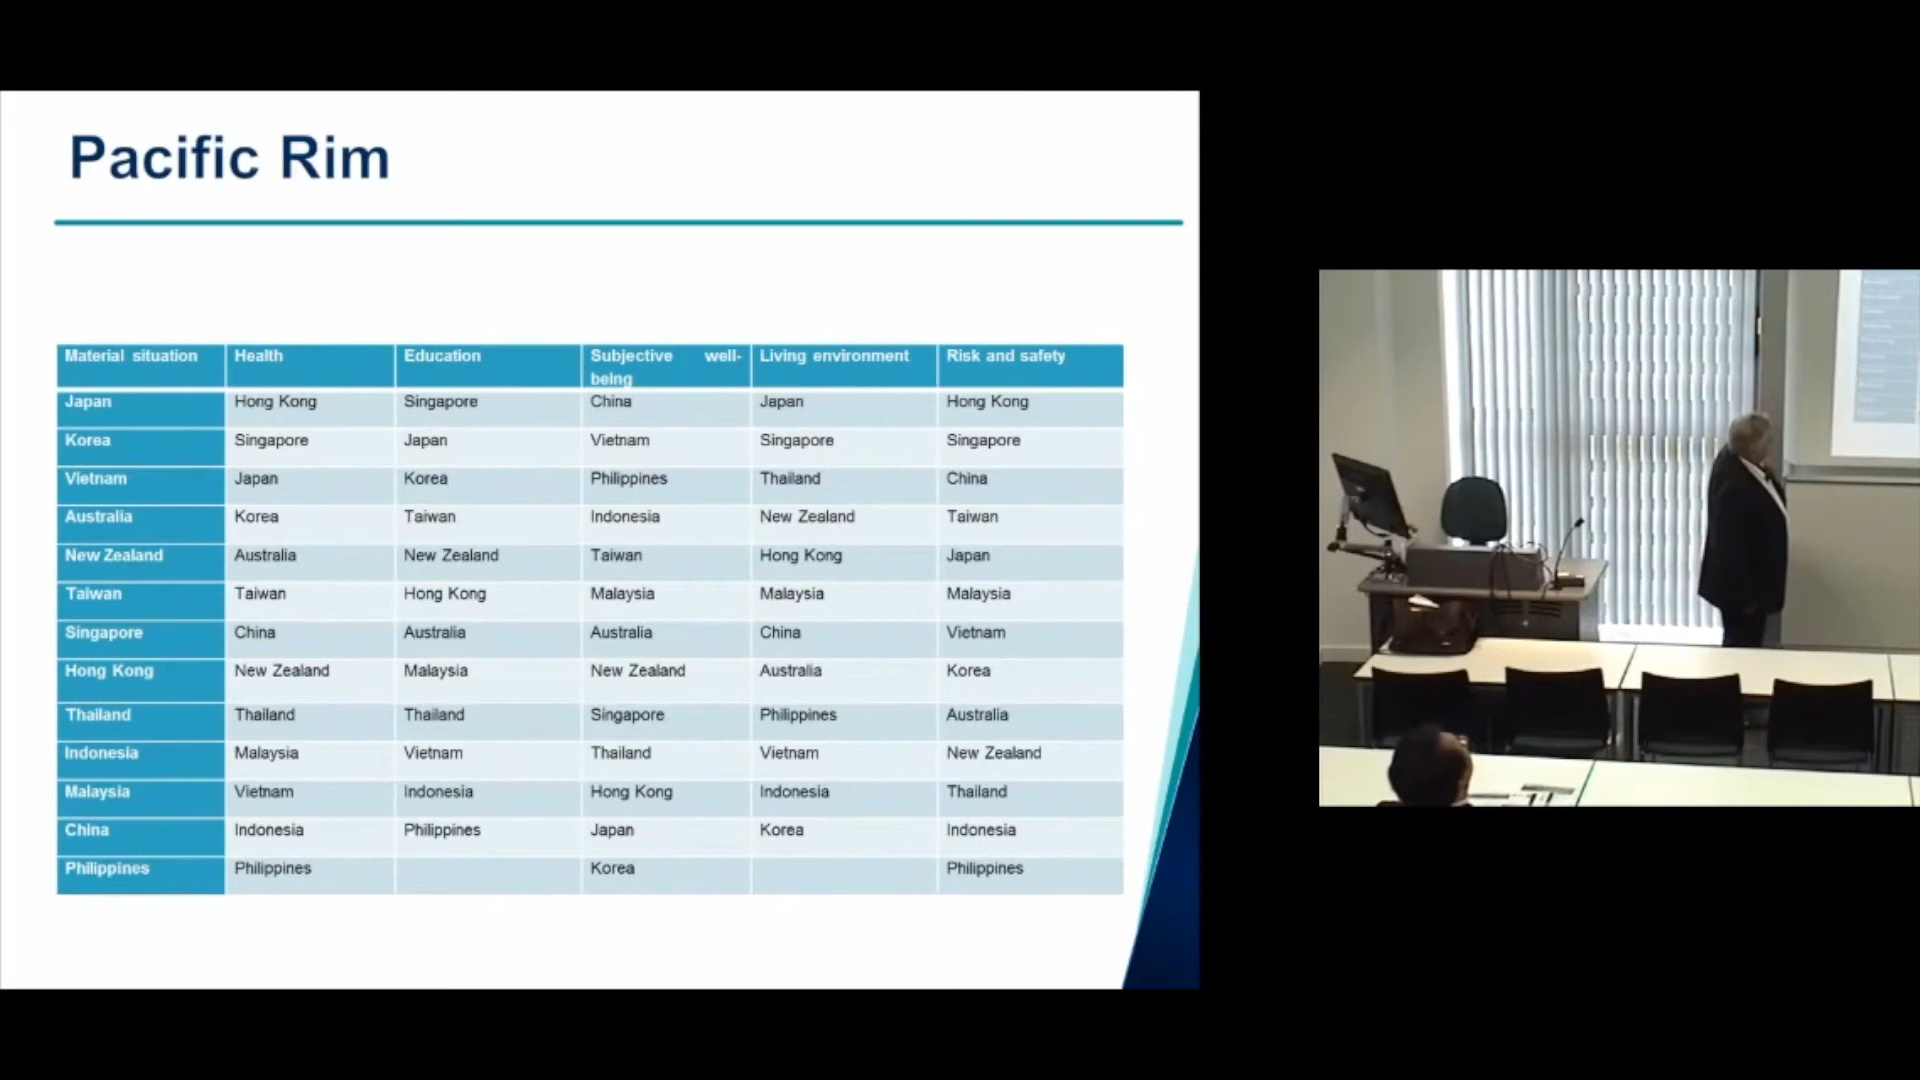 Pacific Rim
Material situation Health Education Subjective well-being Living environment Risk and safety
Japan Hong Kong Singapore China Japan Hong Kong
Korea Singapore Japan Vietnam Singapore Singapore
Vietnam Japan Korea Philippines Thailand China
Australia Korea Taiwan Indonesia New Zealand Taiwan
New Zealand Australia New Zealand Taiwan Hong Kong Japan
Taiwan Taiwan Hong Kong Malaysia Malaysia Malaysia
Singapore China Australia Australia China Vietnam
Hong Kong New Zealand Malaysia New Zealand Australia Korea
Thailand Thailand Thailand Singapore Philippines Australia
Indonesia Malaysia Vietnam Thailand Vietnam New Zealand
Malaysia Vietnam Indonesia Hong Kong Indonesia Thailand
China Indonesia Philippines Japan Korea Indonesia
Philippines Philippines Korea Philippines